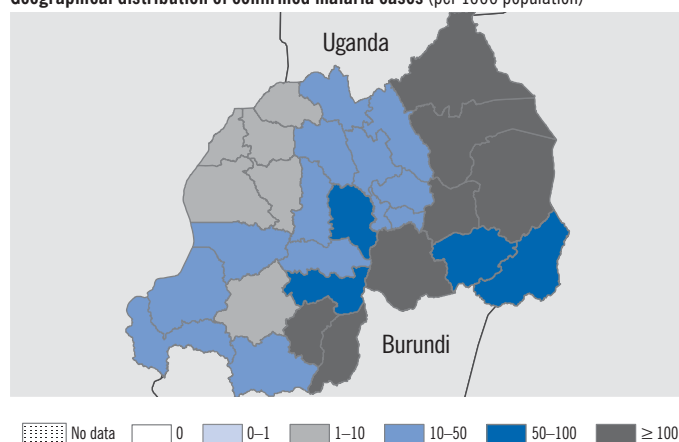 Geographical distribution of confirmed malaria cases (per 1000 population)
Uganda
Burundi
No data 0 0–1 1–10 10–50 50–100 ≥ 100